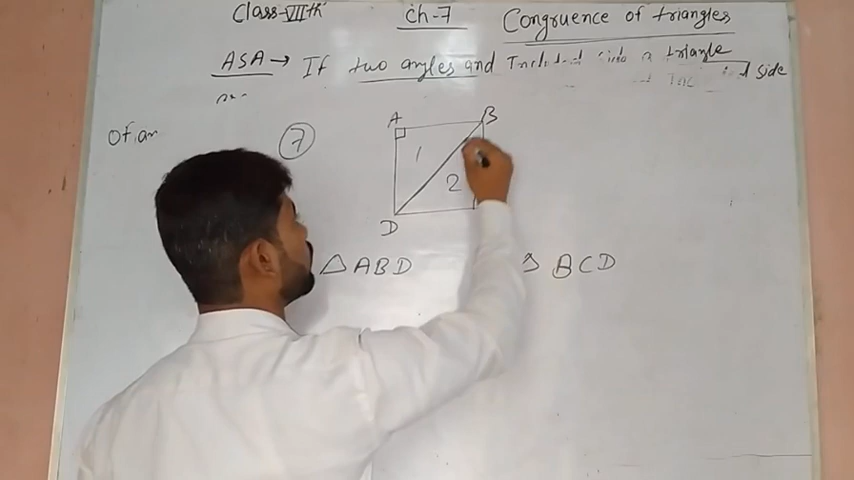 Class-VIIth Ch-7 Congruence of triangles
ASA → If two angles and Included side a triangle
side
Of an
7
A B
1
2
D
△ABD BCD